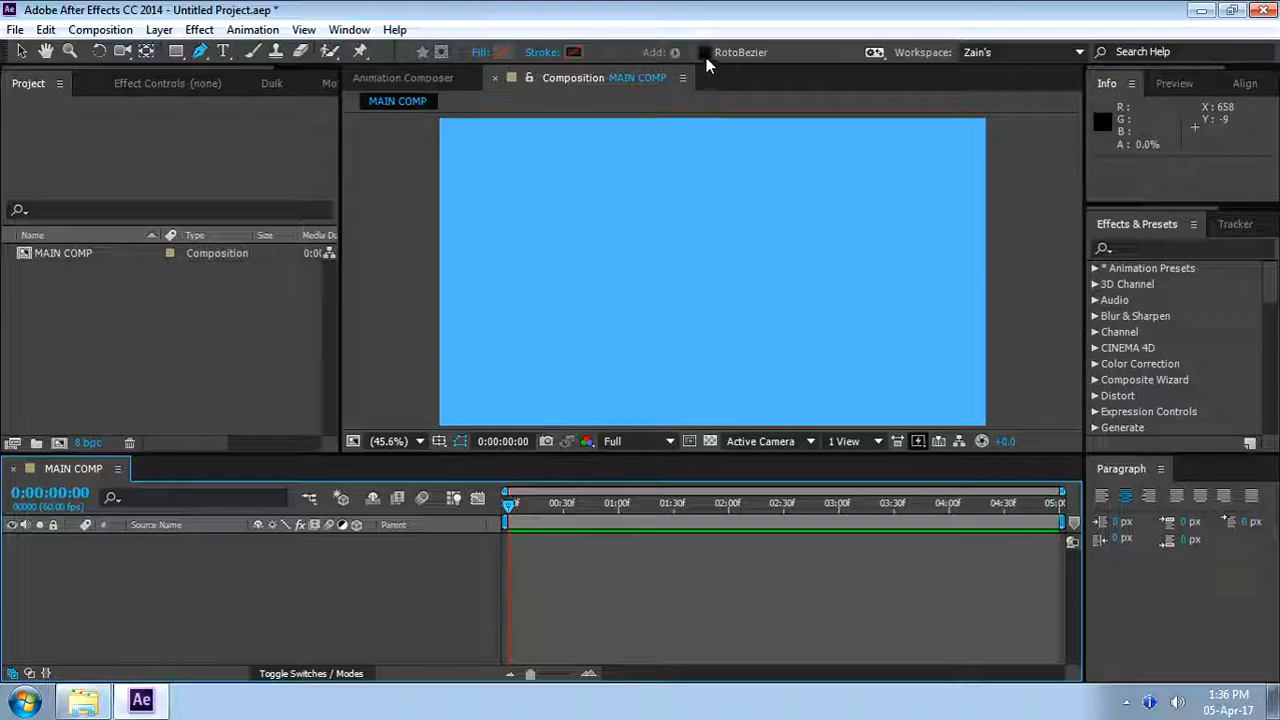 Ae Adobe After Effects CC 2014 - Untitled Project.aep *
File Edit Composition Layer Effect Animation View Window Help
Fill: Stroke: Add: RotoBezier Workspace: Zain's Search Help
Project Effect Controls (none) Duik
Name Type Size Media Du
MAIN COMP Composition 0:00
8 bpc
Animation Composer Composition MAIN COMP
MAIN COMP
(45.6%) 0:00:00:00 Full Active Camera 1 View +0.0
Info Preview Align
R: X: 658
G: Y: -9
B:
A: 0.0%
Effects & Presets Tracker
* Animation Presets
3D Channel
Audio
Blur & Sharpen
Channel
CINEMA 4D
Color Correction
Composite Wizard
Distort
Expression Controls
Generate
MAIN COMP
0:00:00:00
00000 (60.00 fps)
# Source Name Parent
00:30f 01:00f 01:30f 02:00f 02:30f 03:00f 03:30f 04:00f 04:30f 05:00
Toggle Switches / Modes
Paragraph
0 px 0 px 0 px
0 px 0 px
Ae
1:36 PM
05-Apr-17